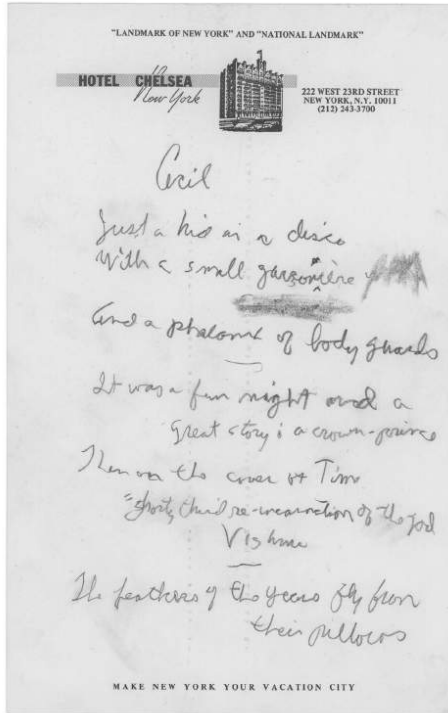 "LANDMARK OF NEW YORK" AND "NATIONAL LANDMARK"
HOTEL CHELSEA
New York
222 WEST 23RD STREET
NEW YORK, N.Y. 10011
(212) 243-3700
Cecil
Just a kid in a disco
With a small garsonière
And a phalanx of body guards
It was a fun night and a
Great story: a crown-prince
Then on the cover of Time
thirdre-incarnation of the god
Vishnu
The feathers of the years fly from
their pillows
MAKE NEW YORK YOUR VACATION CITY